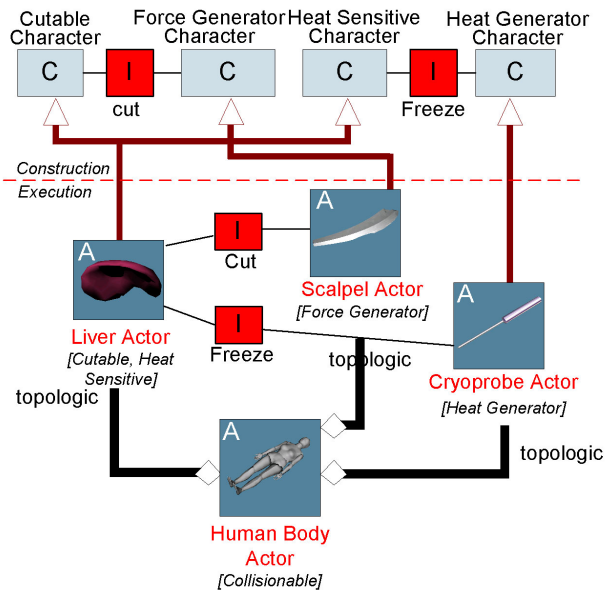 Cutable
Character
Force Generator
Character
Heat Sensitive
Character
Heat Generator
Character
C
I
C
C
I
C
cut
Freeze
Construction
Execution
A
I
Cut
A
Scalpel Actor
[Force Generator]
Liver Actor
[Cutable, Heat
Sensitive]
I
Freeze
A
Cryoprobe Actor
[Heat Generator]
topologic
topologic
topologic
A
Human Body
Actor
[Collisionable]